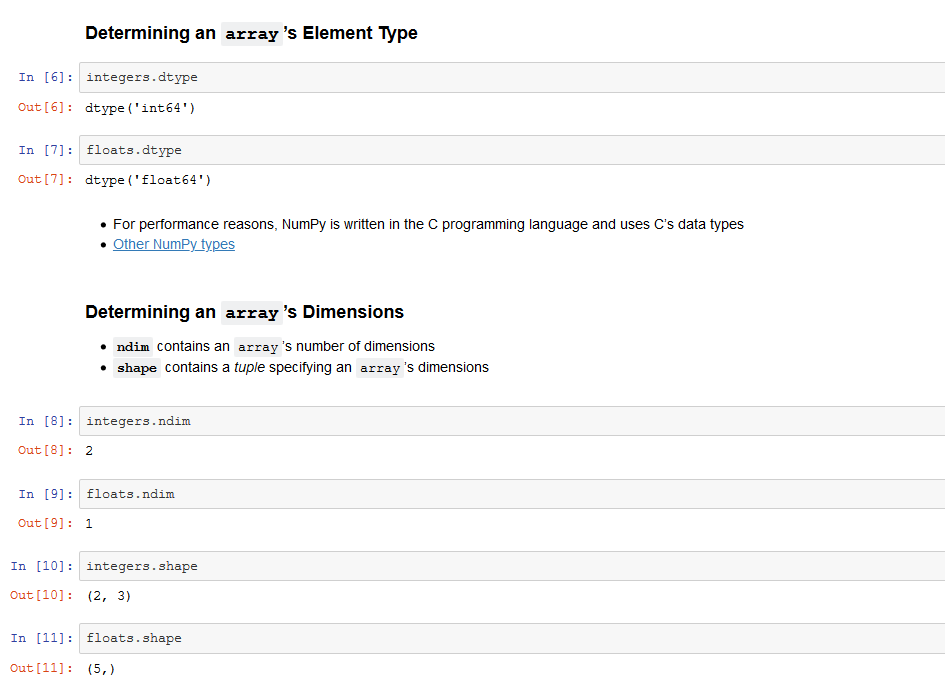 Determining an array’s Element Type
In [6]: integers.dtype
Out[6]: dtype('int64')
In [7]: floats.dtype
Out[7]: dtype('float64')
• For performance reasons, NumPy is written in the C programming language and uses C’s data types
• Other NumPy types
Determining an array’s Dimensions
• ndim contains an array’s number of dimensions
• shape contains a tuple specifying an array’s dimensions
In [8]: integers.ndim
Out[8]: 2
In [9]: floats.ndim
Out[9]: 1
In [10]: integers.shape
Out[10]: (2, 3)
In [11]: floats.shape
Out[11]: (5,)